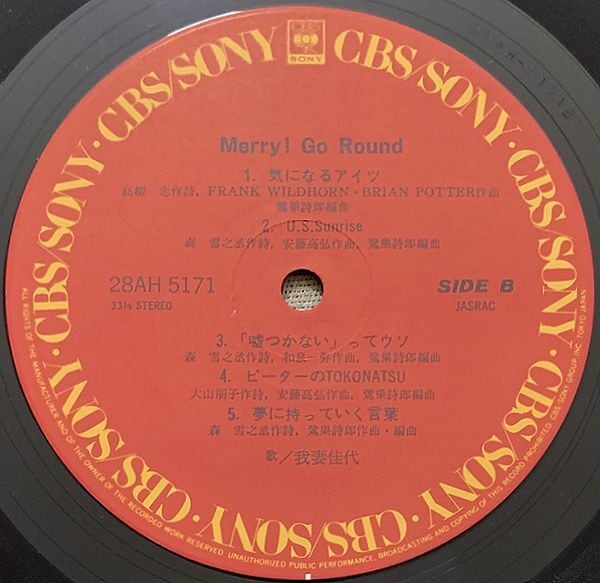 CBS/SONY · CBS/SONY · CBS/SONY · CBS/SONY · CBS/SONY · CBS/SONY · CBS/SONY · CBS/SONY
CBS
SONY
Merry! Go Round
1. 気になるアイツ
高柳 恋作詩, FRANK WILDHORN・BRIAN POTTER作曲
鷺巣詩郎編曲
2. U.S.Sunrise
森 雪之丞作詩, 安藤高弘作曲, 鷺巣詩郎編曲
28AH 5171
33⅓ STEREO
SIDE B
JASRAC
3. 「嘘つかない」ってウソ
森 雪之丞作詩, 和泉一弥作曲, 鷺巣詩郎編曲
4. ピーターのTOKONATSU
大山朋子作詩, 安藤高弘作曲, 鷺巣詩郎編曲
5. 夢に持っていく言葉
森 雪之丞作詩, 鷺巣詩郎作曲・編曲
歌／我妻佳代
ALL RIGHTS OF THE MANUFACTURER AND OF THE OWNER OF THE RECORDED WORK RESERVED UNAUTHORIZED PUBLIC PERFORMANCE, BROADCASTING AND COPYING OF THIS RECORD PROHIBITED CBS/SONY GROUP INC. TOKYO JAPAN